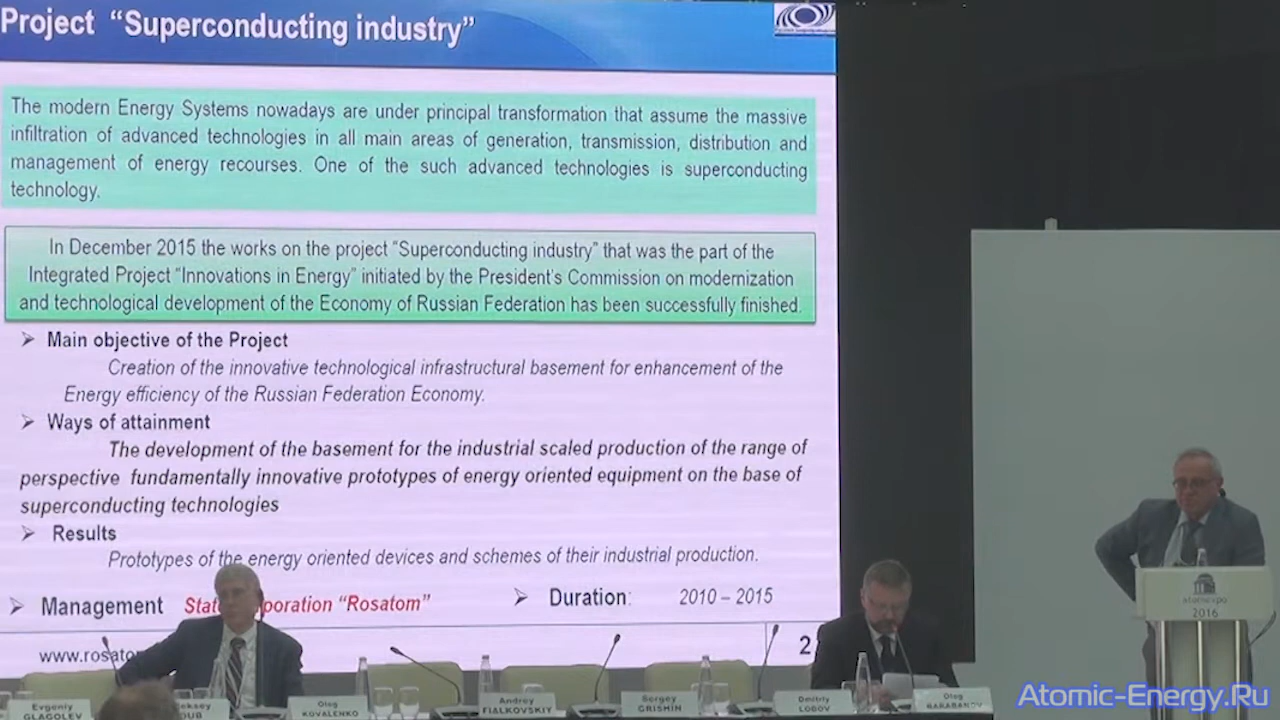 Project “Superconducting industry”
The modern Energy Systems nowadays are under principal transformation that assume the massive
infiltration of advanced technologies in all main areas of generation, transmission, distribution and
management of energy recourses. One of the such advanced technologies is superconducting
technology.
In December 2015 the works on the project “Superconducting industry” that was the part of the
Integrated Project “Innovations in Energy” initiated by the President’s Commission on modernization
and technological development of the Economy of Russian Federation has been successfully finished.
Main objective of the Project
Creation of the innovative technological infrastructural basement for enhancement of the
Energy efficiency of the Russian Federation Economy.
Ways of attainment
The development of the basement for the industrial scaled production of the range of
perspective fundamentally innovative prototypes of energy oriented equipment on the base of
superconducting technologies
Results
Prototypes of the energy oriented devices and schemes of their industrial production.
Management State Corporation “Rosatom” Duration: 2010 – 2015
www.rosato 2
atomexpo
2016
Evgeniy
GLAGOLEV
Oleg
KOVALENKO
Andrey
FIALKOVSKIY
Sergey
GRISHIN
Dmitriy
LOBOV
Oleg
BARABANOV
Atomic-Energy.Ru